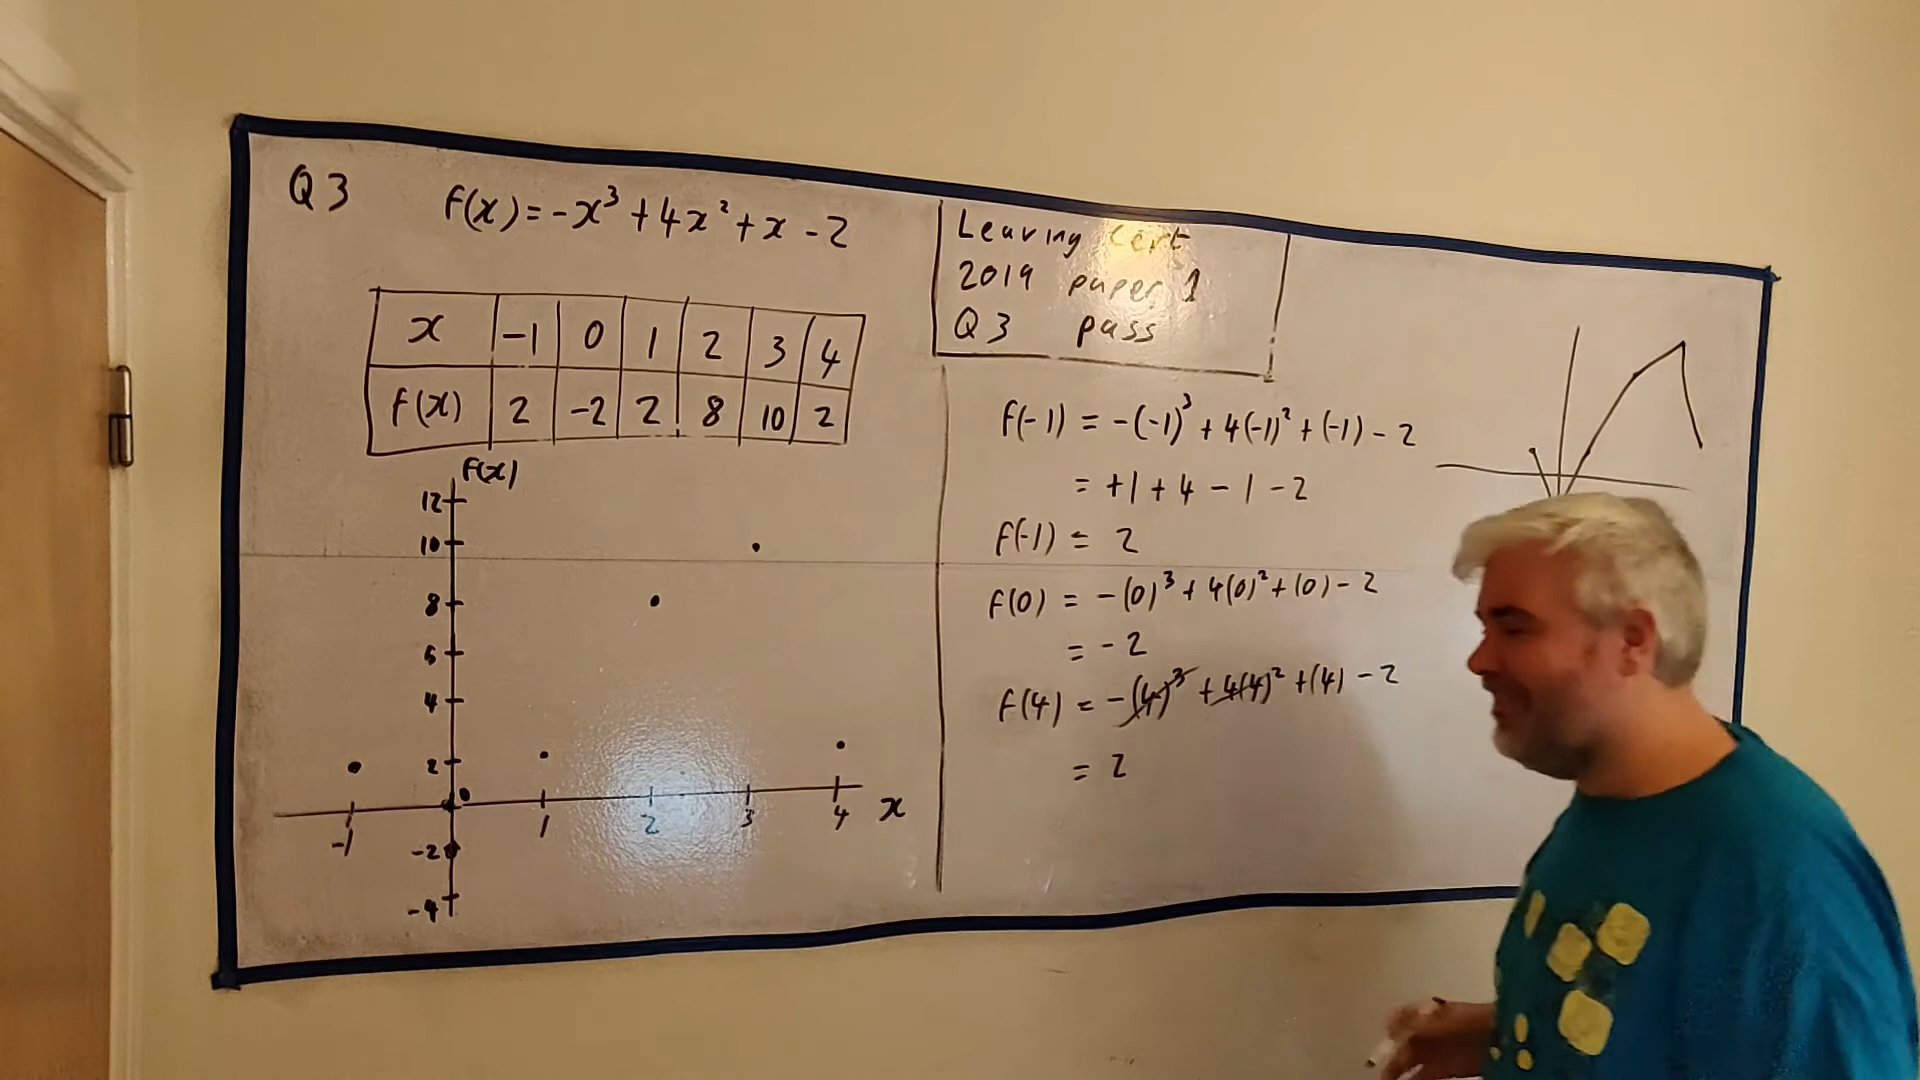 Q3 f(x) = -x³ + 4x² + x - 2
Leaving Cert
2019 paper 1
Q3 pass
x -1 0 1 2 3 4
f(x) 2 -2 2 8 10 2
f(x)
12
10
8
6
4
2
-1 0 1 2 3 4 x
-2
-4
f(-1) = -(-1)³ + 4(-1)² + (-1) - 2
= +1 + 4 - 1 - 2
f(-1) = 2
f(0) = -(0)³ + 4(0)² + (0) - 2
= -2
f(4) = -(4)³ + 4(4)² + (4) - 2
= 2